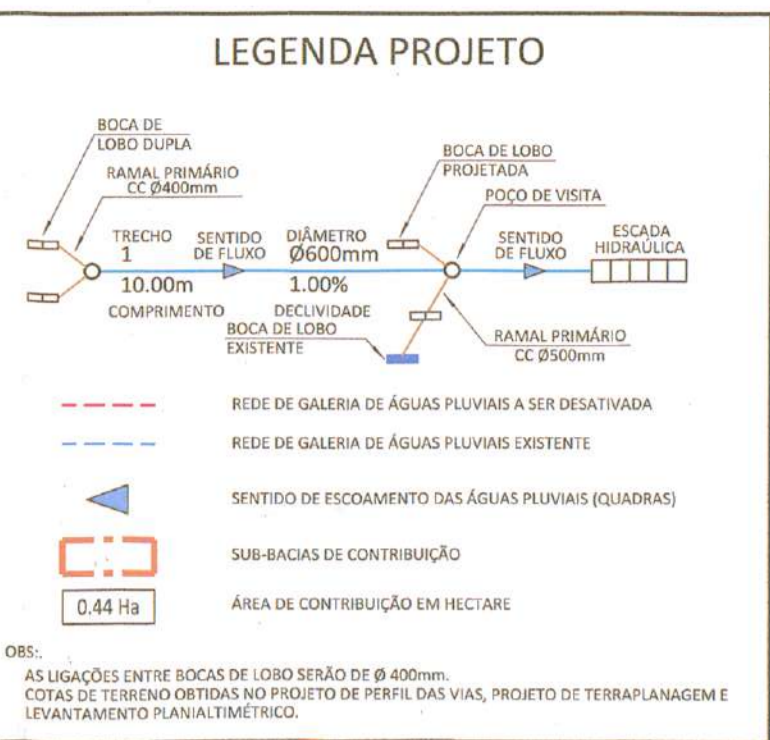 LEGENDA PROJETO
BOCA DE
LOBO DUPLA
RAMAL PRIMÁRIO
CC Ø400mm
BOCA DE LOBO
PROJETADA
POÇO DE VISITA
TRECHO
1
SENTIDO
DE FLUXO
DIÂMETRO
Ø600mm
SENTIDO
DE FLUXO
ESCADA
HIDRAÚLICA
10.00m
1.00%
COMPRIMENTO
DECLIVIDADE
BOCA DE LOBO
EXISTENTE
RAMAL PRIMÁRIO
CC Ø500mm
REDE DE GALERIA DE ÁGUAS PLUVIAIS A SER DESATIVADA
REDE DE GALERIA DE ÁGUAS PLUVIAIS EXISTENTE
SENTIDO DE ESCOAMENTO DAS ÁGUAS PLUVIAIS (QUADRAS)
SUB-BACIAS DE CONTRIBUIÇÃO
0.44 Ha
ÁREA DE CONTRIBUIÇÃO EM HECTARE
OBS:.
AS LIGAÇÕES ENTRE BOCAS DE LOBO SERÃO DE Ø 400mm.
COTAS DE TERRENO OBTIDAS NO PROJETO DE PERFIL DAS VIAS, PROJETO DE TERRAPLANAGEM E
LEVANTAMENTO PLANIALTIMÉTRICO.